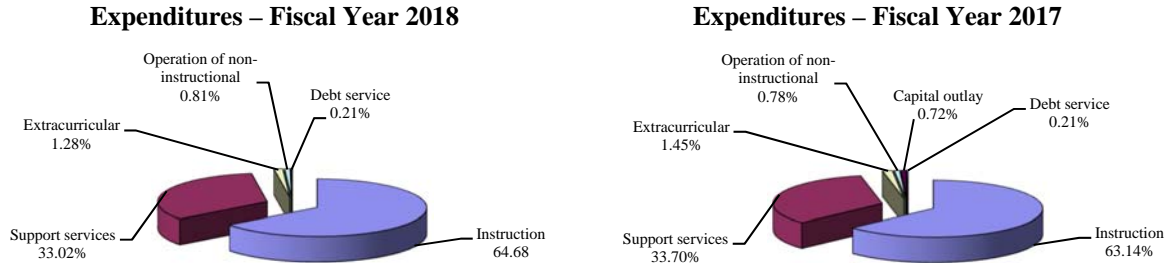 Expenditures – Fiscal Year 2018
Operation of non-
instructional
0.81%
Debt service
0.21%
Extracurricular
1.28%
Support services
33.02%
Instruction
64.68
Expenditures – Fiscal Year 2017
Operation of non-
instructional
0.78%
Capital outlay
0.72%
Debt service
0.21%
Extracurricular
1.45%
Support services
33.70%
Instruction
63.14%